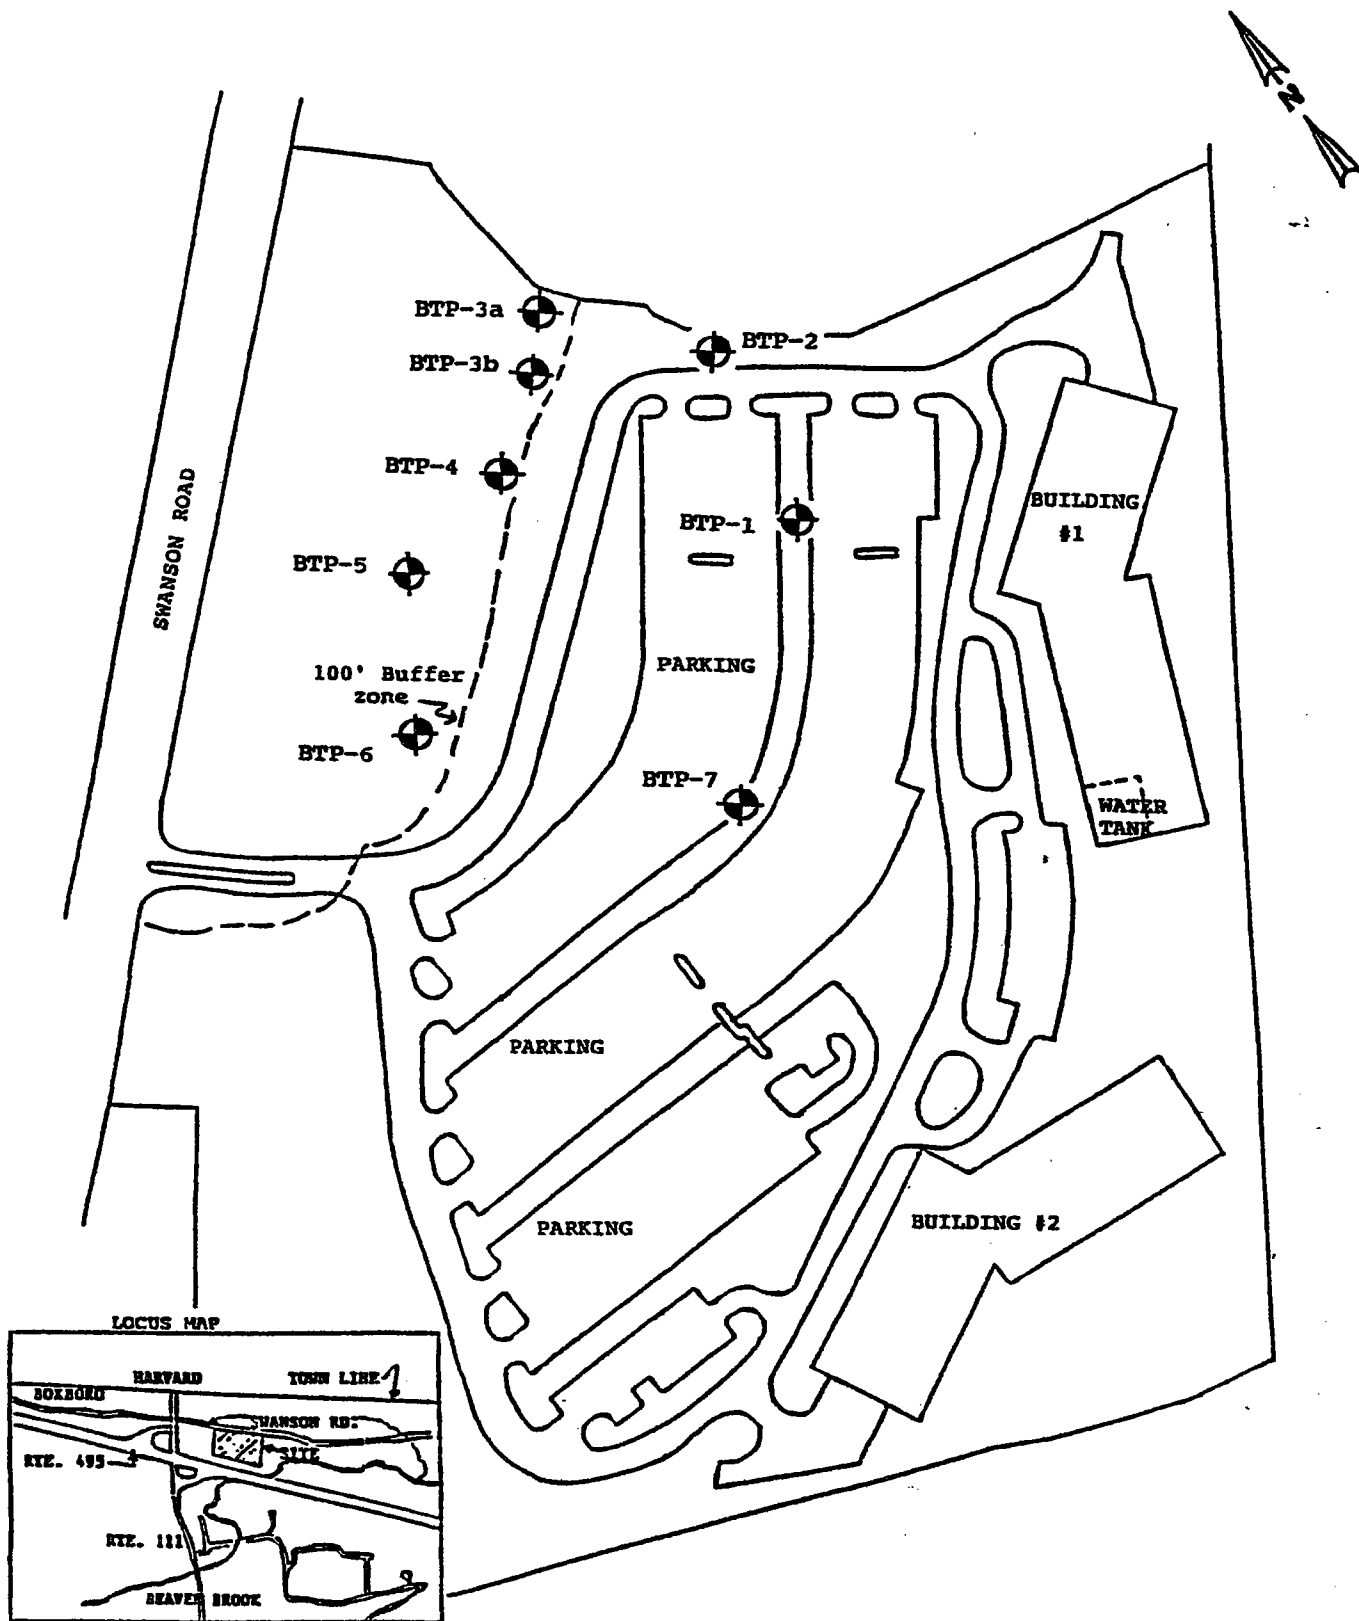 N
BTP-3a
BTP-2
BTP-3b
BTP-4
BTP-1
BUILDING
#1
BTP-5
SWANSON ROAD
PARKING
100' Buffer
zone
BTP-6
BTP-7
WATER
TANK
PARKING
PARKING
BUILDING #2
LOCUS MAP
HARVARD
TOWN LINE
BOXBORO
SWANSON RD.
SITE
RTE. 495
RTE. 111
BEAVER BROOK